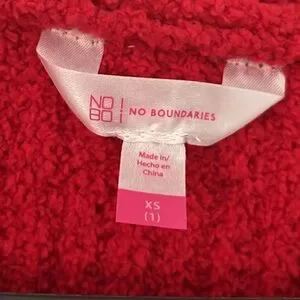 NO
BO
NO BOUNDARIES
Made in/
Hecho en
China
XS
(1)